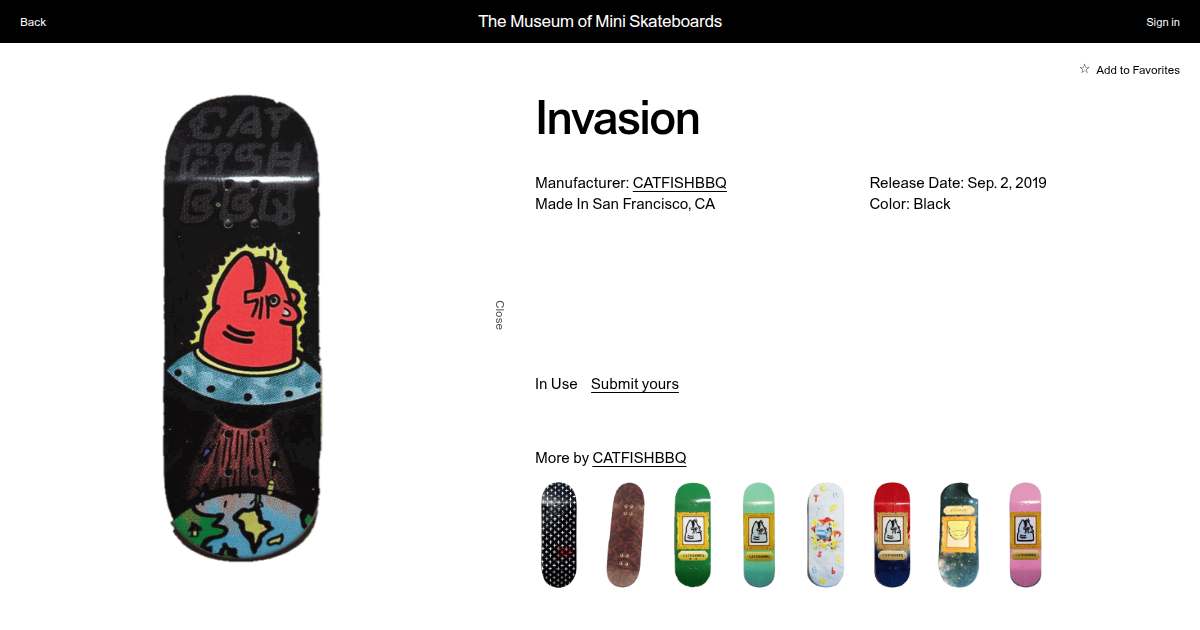 Back
The Museum of Mini Skateboards
Sign in
☆ Add to Favorites
CAT
FISH
BBQ
Invasion
Manufacturer: CATFISHBBQ
Made In San Francisco, CA
Release Date: Sep. 2, 2019
Color: Black
Close
In Use Submit yours
More by CATFISHBBQ